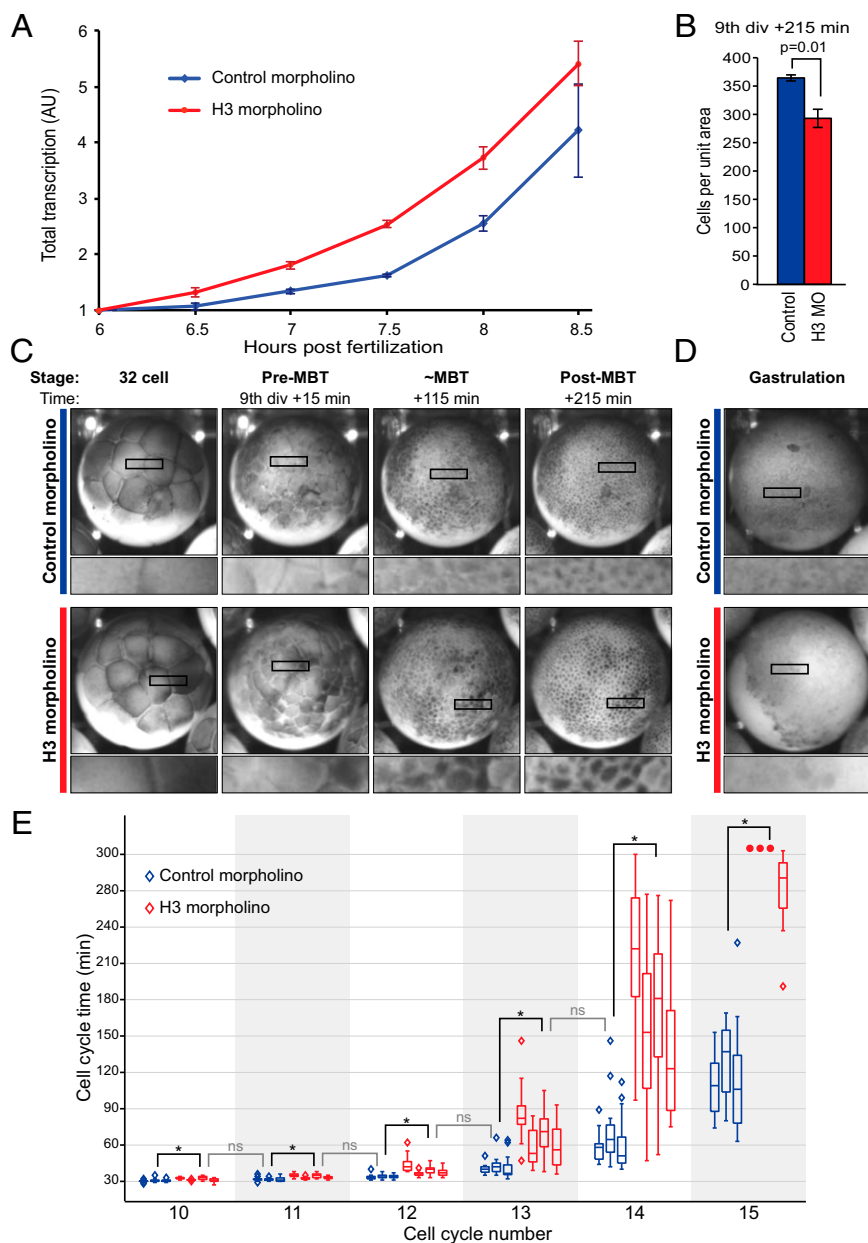 A
Total transcription (AU)
6
5
4
3
2
1
Control morpholino
H3 morpholino
6
6.5
7
7.5
8
8.5
Hours post fertilization
B
9th div +215 min
p=0.01
Cells per unit area
400
350
300
250
200
150
100
50
0
Control
H3 MO
C
Stage: 32 cell Pre-MBT ~MBT Post-MBT
Time: 9th div +15 min +115 min +215 min
Control morpholino
H3 morpholino
D
Gastrulation
Control morpholino
H3 morpholino
E
Cell cycle time (min)
300
280
240
210
180
150
120
90
60
30
Control morpholino
H3 morpholino
* ns * ns * ns * ns * *
10 11 12 13 14 15
Cell cycle number